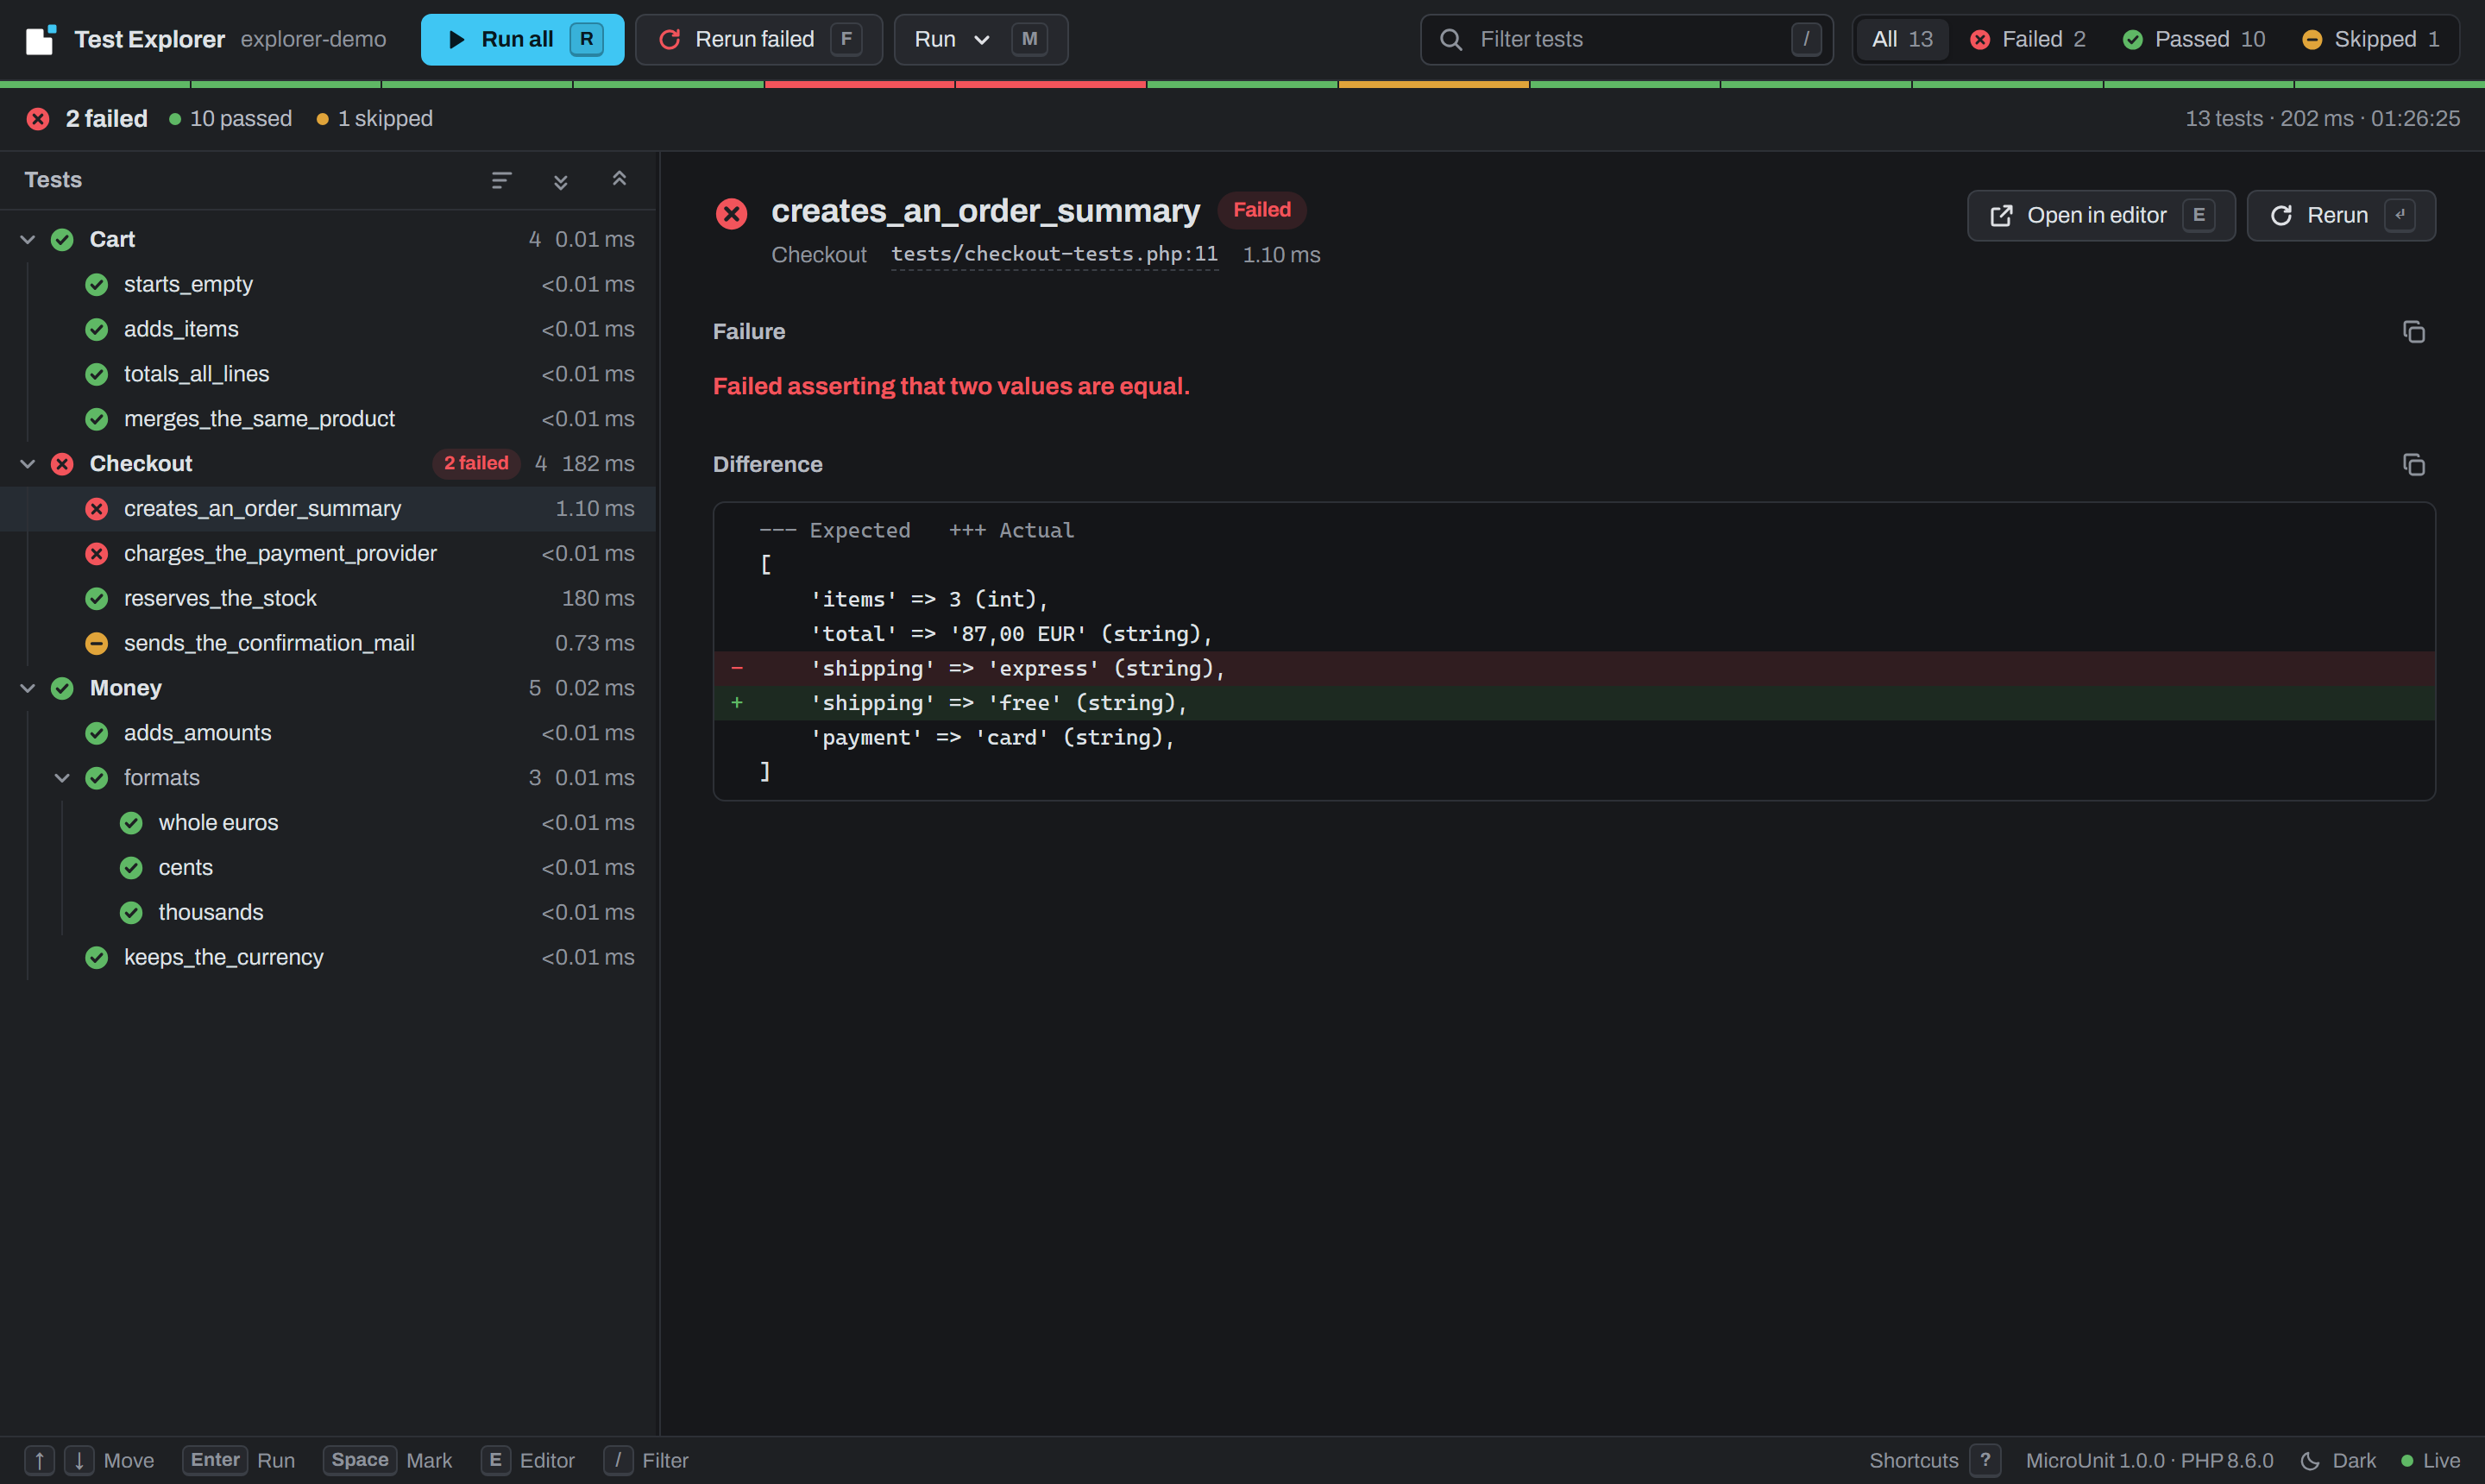 Test Explorer explorer-demo Run all R Rerun failed F Run M Filter tests / All 13 Failed 2 Passed 10 Skipped 1
2 failed 10 passed 1 skipped 13 tests · 202 ms · 01:26:25
Tests
Cart 4 0.01 ms
starts_empty <0.01 ms
adds_items <0.01 ms
totals_all_lines <0.01 ms
merges_the_same_product <0.01 ms
Checkout 2 failed 4 182 ms
creates_an_order_summary 1.10 ms
charges_the_payment_provider <0.01 ms
reserves_the_stock 180 ms
sends_the_confirmation_mail 0.73 ms
Money 5 0.02 ms
adds_amounts <0.01 ms
formats 3 0.01 ms
whole euros <0.01 ms
cents <0.01 ms
thousands <0.01 ms
keeps_the_currency <0.01 ms
creates_an_order_summary Failed Open in editor E Rerun ↵
Checkout tests/checkout-tests.php:11 1.10 ms
Failure
Failed asserting that two values are equal.
Difference
--- Expected +++ Actual
[
'items' => 3 (int),
'total' => '87,00 EUR' (string),
- 'shipping' => 'express' (string),
+ 'shipping' => 'free' (string),
'payment' => 'card' (string),
]
↑ ↓ Move Enter Run Space Mark E Editor / Filter Shortcuts ? MicroUnit 1.0.0 · PHP 8.6.0 Dark Live